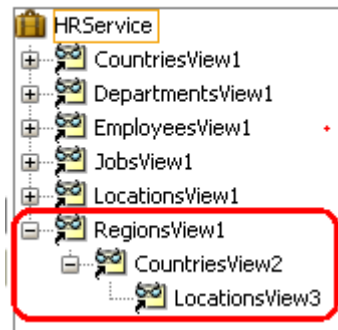 HRService
CountriesView1
DepartmentsView1
EmployeesView1
JobsView1
LocationsView1
RegionsView1
CountriesView2
LocationsView3